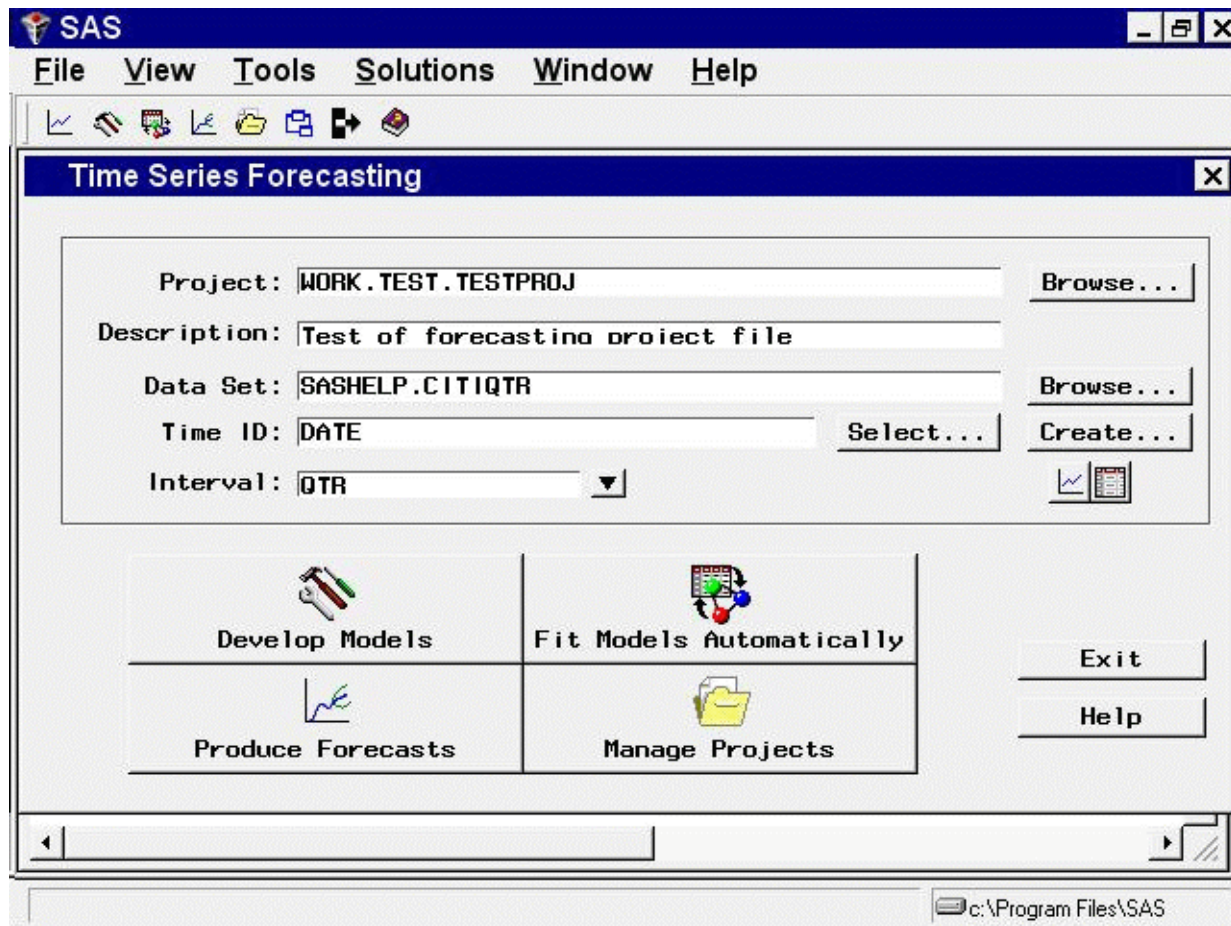 SAS
File View Tools Solutions Window Help
Time Series Forecasting
Project: WORK.TEST.TESTPROJ Browse...
Description: Test of forecasting project file
Data Set: SASHELP.CITIQTR Browse...
Time ID: DATE Select... Create...
Interval: QTR
Develop Models Fit Models Automatically
Exit
Produce Forecasts Manage Projects
Help
c:\Program Files\SAS